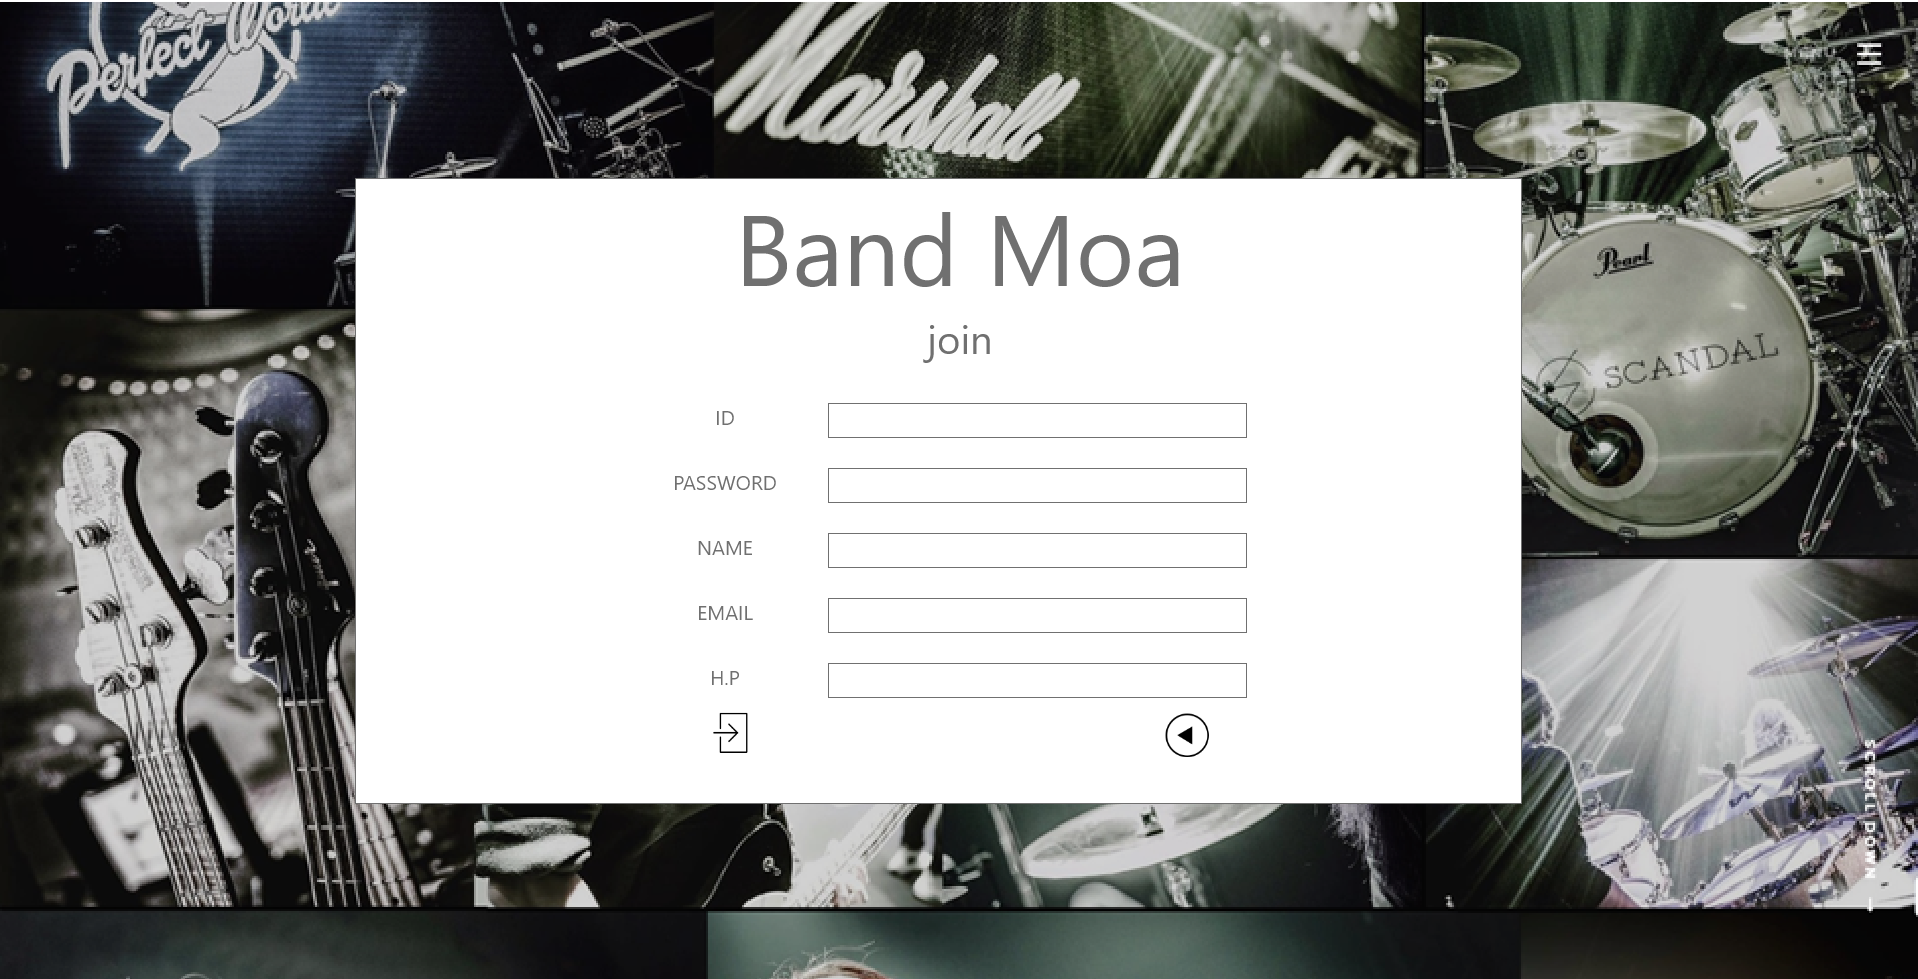 Perfect World
Marshall
Pearl
SCANDAL
Band Moa
join
ID
PASSWORD
NAME
EMAIL
H.P
SCROLL DOWN